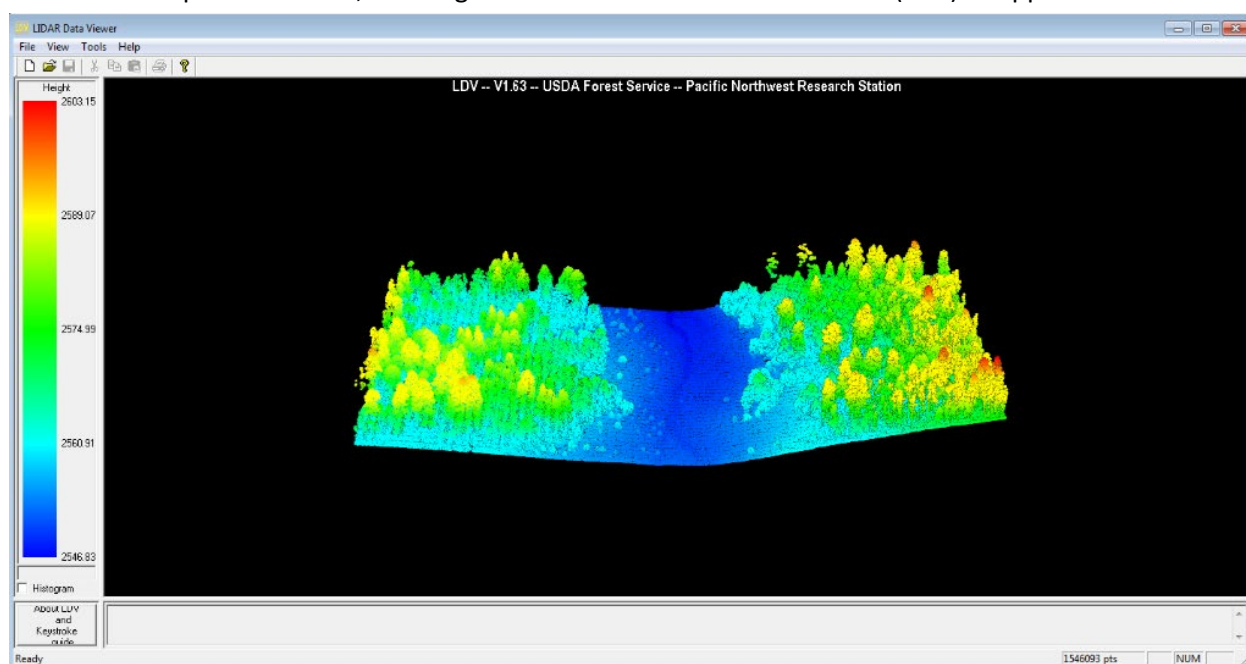 LIDAR Data Viewer
File View Tools Help
LDV -- V1.63 -- USDA Forest Service -- Pacific Northwest Research Station
Height
2603.15
2589.07
2574.99
2560.91
2546.83
Histogram
About LDV
and
Keystroke
guide
Ready
1546093 pts
NUM